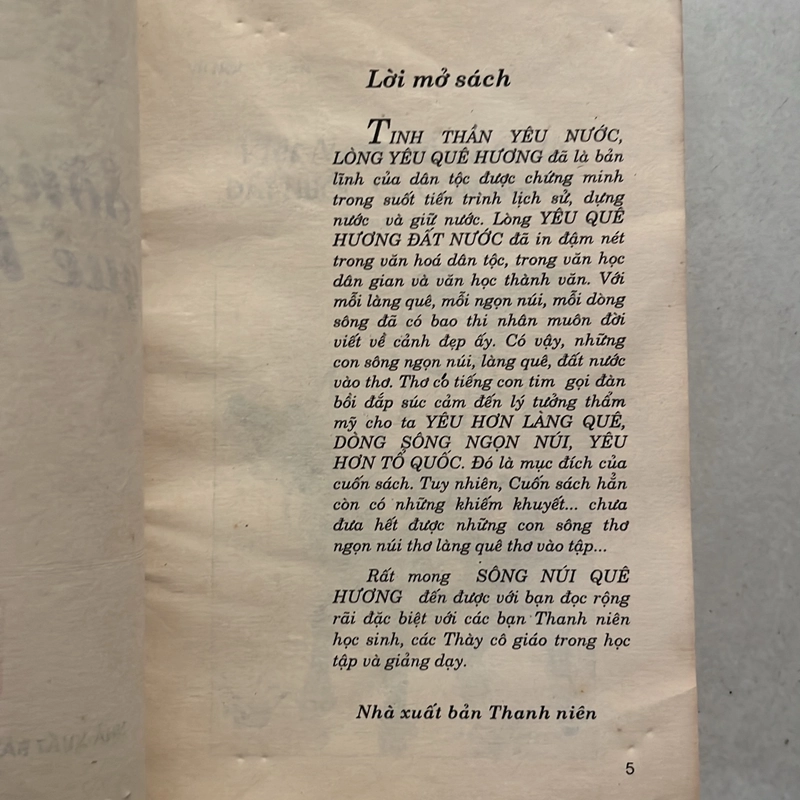 Lời mở sách
TINH THẦN YÊU NƯỚC,
LÒNG YÊU QUÊ HƯƠNG đã là bản
lĩnh của dân tộc được chứng minh
trong suốt tiến trình lịch sử, dựng
nước và giữ nước. Lòng YÊU QUÊ
HƯƠNG ĐẤT NƯỚC đã in đậm nét
trong văn hoá dân tộc, trong văn học
dân gian và văn học thành văn. Với
mỗi làng quê, mỗi ngọn núi, mỗi dòng
sông đã có bao thi nhân muôn đời
viết về cảnh đẹp ấy. Có vậy, những
con sông ngọn núi, làng quê, đất nước
vào thơ. Thơ có tiếng con tim gọi đàn
bồi đắp súc cảm đến lý tưởng thẩm
mỹ cho ta YÊU HƠN LÀNG QUÊ,
DÒNG SÔNG NGỌN NÚI, YÊU
HƠN TỔ QUỐC. Đó là mục đích của
cuốn sách. Tuy nhiên, Cuốn sách hẳn
còn có những khiếm khuyết... chưa
đưa hết được những con sông thơ
ngọn núi thơ làng quê thơ vào tập...
Rất mong SÔNG NÚI QUÊ
HƯƠNG đến được với bạn đọc rộng
rãi đặc biệt với các bạn Thanh niên
học sinh, các Thày cô giáo trong học
tập và giảng dạy.
Nhà xuất bản Thanh niên
5